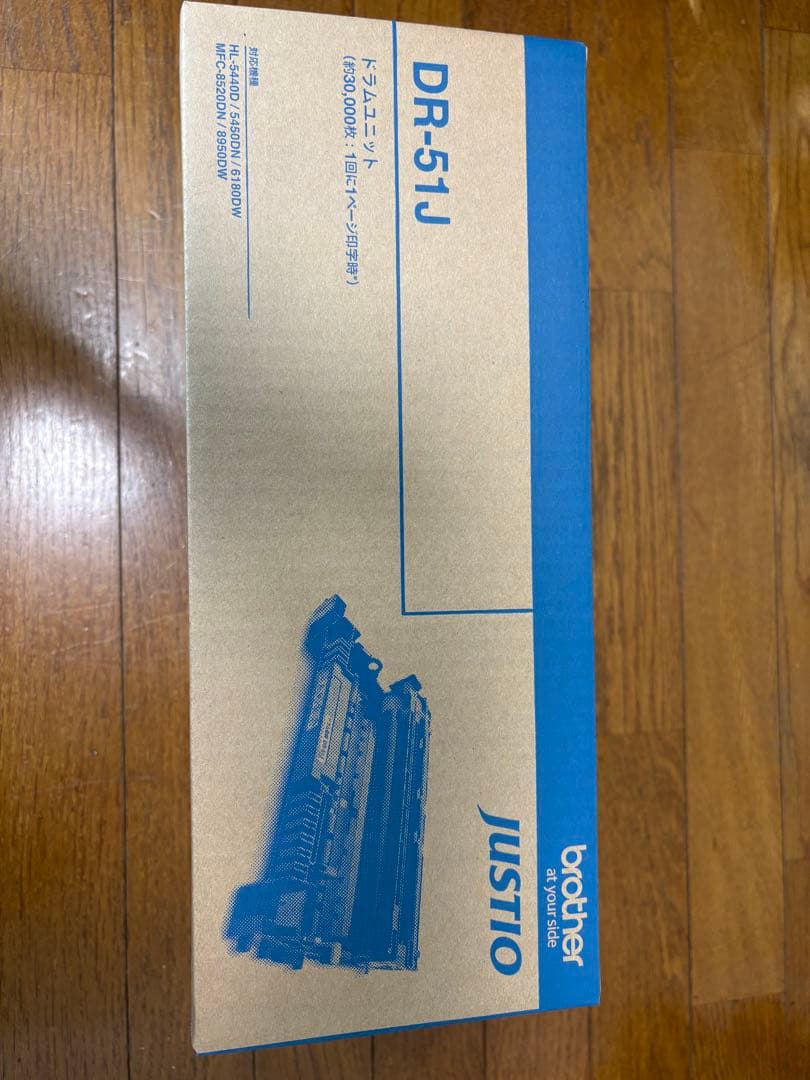 brother
at your side
DR-51J
JUSTIO
ドラムユニット
(約30,000枚:1回に1ページ印字時*)
対応機種
HL-5440D / 5450DN / 6180DW
MFC-8520DN / 8950DW